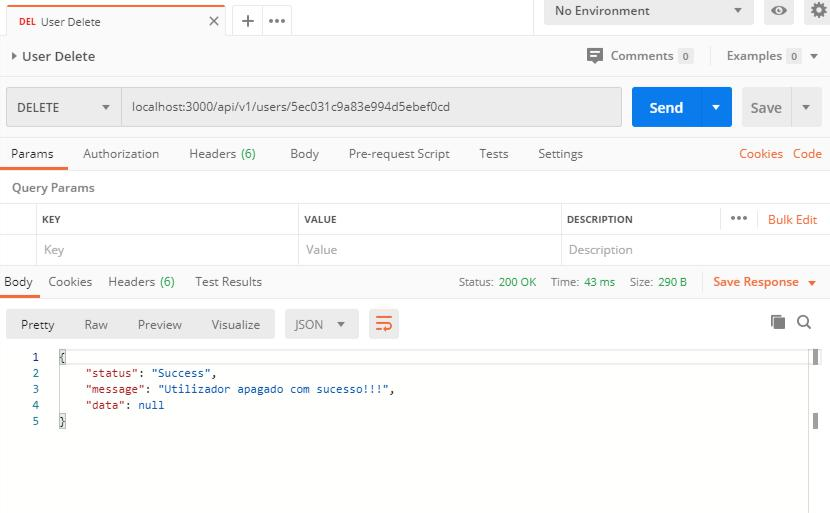 DEL User Delete
No Environment
User Delete
Comments 0
Examples 0
DELETE
localhost:3000/api/v1/users/5ec031c9a83e994d5ebef0cd
Send
Save
Params Authorization Headers (6) Body Pre-request Script Tests Settings Cookies Code
Query Params
KEY VALUE DESCRIPTION Bulk Edit
Key Value Description
Body Cookies Headers (6) Test Results Status: 200 OK Time: 43 ms Size: 290 B Save Response
Pretty Raw Preview Visualize JSON
1 {
2 "status": "Success",
3 "message": "Utilizador apagado com sucesso!!!",
4 "data": null
5 }